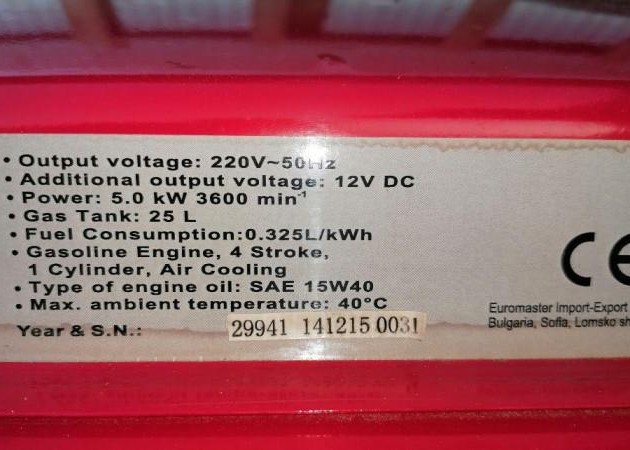 • Output voltage: 220V~50Hz
• Additional output voltage: 12V DC
• Power: 5.0 kW 3600 min⁻¹
• Gas Tank: 25 L
• Fuel Consumption:0.325L/kWh
• Gasoline Engine, 4 Stroke,
1 Cylinder, Air Cooling
• Type of engine oil: SAE 15W40
• Max. ambient temperature: 40°C
Year & S.N.: 29941 141215 0031
CE
Euromaster Import-Export
Bulgaria, Sofia, Lomsko sh